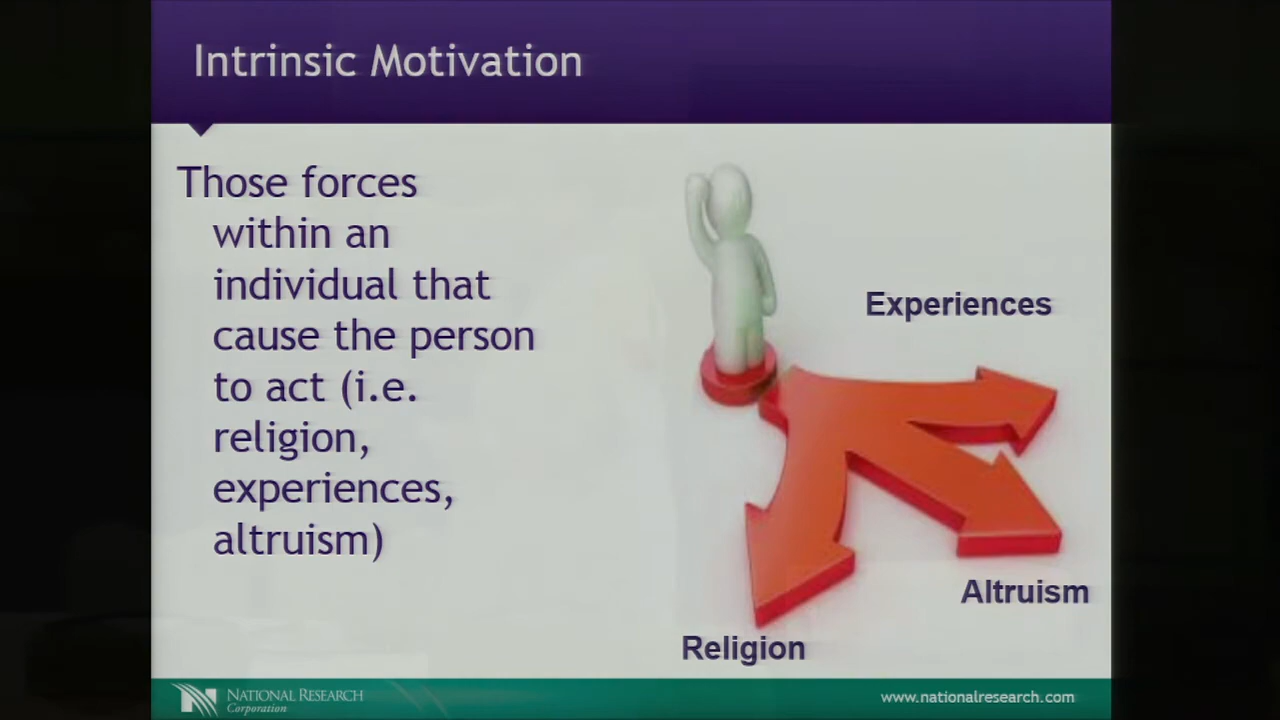 Intrinsic Motivation
Those forces
within an
individual that
cause the person
to act (i.e.
religion,
experiences,
altruism)
Experiences
Altruism
Religion
NATIONAL RESEARCH
Corporation
www.nationalresearch.com